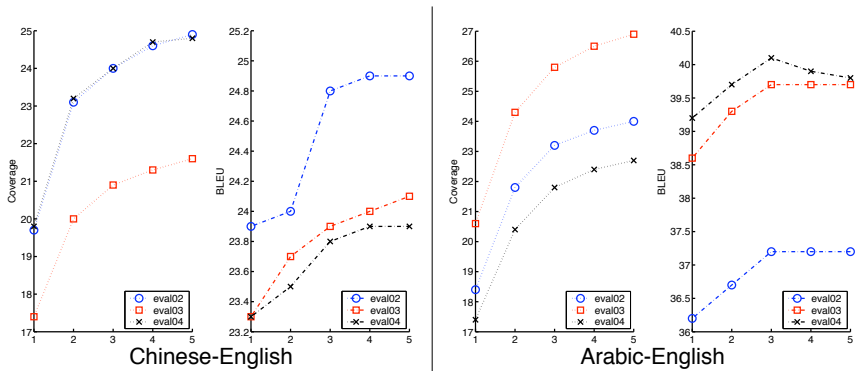 25
24
23
22
21
20
19
18
17
Coverage
1 2 3 4 5
eval02
eval03
eval04
25.2
25
24.8
24.6
24.4
24.2
24
23.8
23.6
23.4
23.2
BLEU
1 2 3 4 5
eval02
eval03
eval04
Chinese-English
27
26
25
24
23
22
21
20
19
18
17
Coverage
1 2 3 4 5
eval02
eval03
eval04
40.5
40
39.5
39
38.5
38
37.5
37
36.5
36
BLEU
1 2 3 4 5
eval02
eval03
eval04
Arabic-English